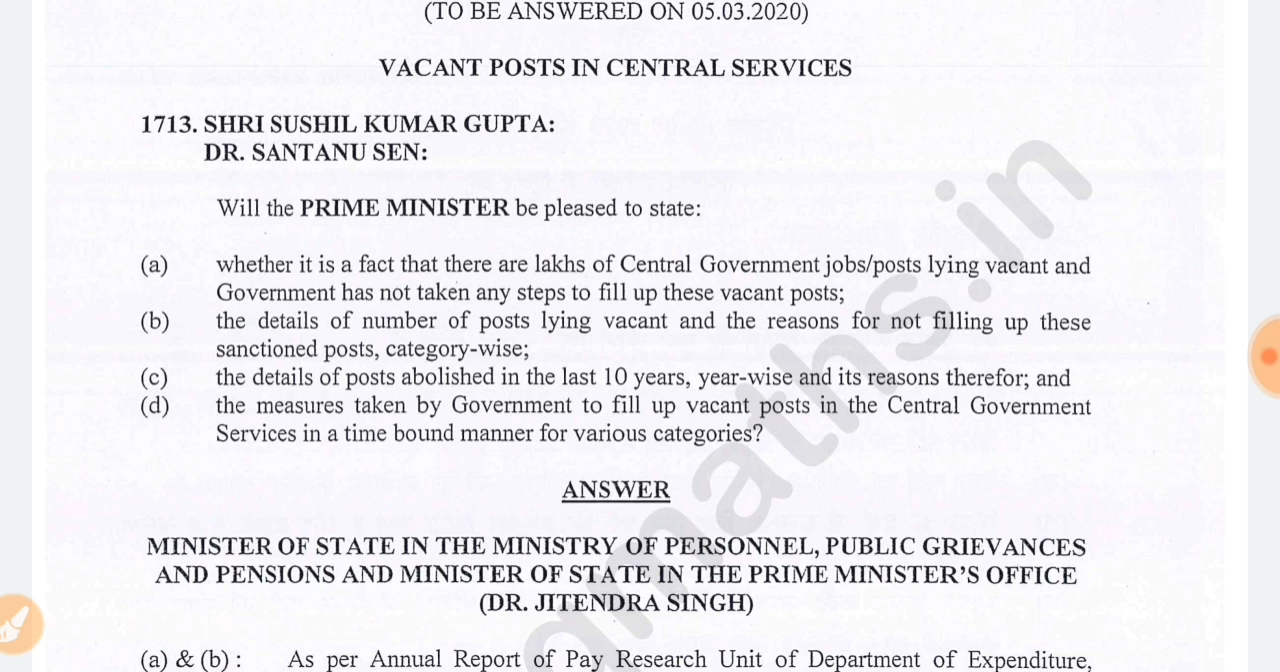 (TO BE ANSWERED ON 05.03.2020)
VACANT POSTS IN CENTRAL SERVICES
1713. SHRI SUSHIL KUMAR GUPTA:
DR. SANTANU SEN:
Will the PRIME MINISTER be pleased to state:
(a) whether it is a fact that there are lakhs of Central Government jobs/posts lying vacant and
Government has not taken any steps to fill up these vacant posts;
(b) the details of number of posts lying vacant and the reasons for not filling up these
sanctioned posts, category-wise;
(c) the details of posts abolished in the last 10 years, year-wise and its reasons therefor; and
(d) the measures taken by Government to fill up vacant posts in the Central Government
Services in a time bound manner for various categories?
ANSWER
MINISTER OF STATE IN THE MINISTRY OF PERSONNEL, PUBLIC GRIEVANCES
AND PENSIONS AND MINISTER OF STATE IN THE PRIME MINISTER'S OFFICE
(DR. JITENDRA SINGH)
(a) & (b) : As per Annual Report of Pay Research Unit of Department of Expenditure,
amaths.in